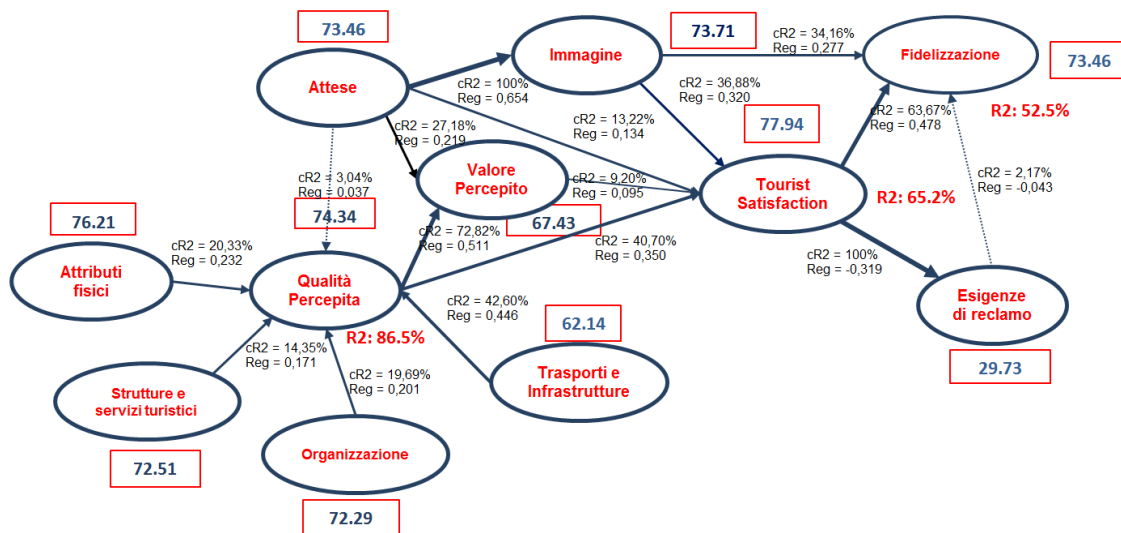 73.46
Attese
Immagine
73.71
cR2 = 34,16%
Reg = 0,277
Fidelizzazione
73.46
cR2 = 100%
Reg = 0,654
cR2 = 36,88%
Reg = 0,320
cR2 = 63,67%
Reg = 0,478
R2: 52.5%
cR2 = 27,18%
Reg = 0,219
cR2 = 13,22%
Reg = 0,134
77.94
Valore
Percepito
cR2 = 9,20%
Reg = 0,095
Tourist
Satisfaction
R2: 65.2%
cR2 = 2,17%
Reg = -0,043
cR2 = 3,04%
Reg = 0,037
74.34
67.43
76.21
cR2 = 72,82%
Reg = 0,511
cR2 = 40,70%
Reg = 0,350
cR2 = 100%
Reg = -0,319
Attributi
fisici
cR2 = 20,33%
Reg = 0,232
Qualità
Percepita
Esigenze
di reclamo
cR2 = 42,60%
Reg = 0,446
62.14
R2: 86.5%
cR2 = 14,35%
Reg = 0,171
29.73
cR2 = 19,69%
Reg = 0,201
Trasporti e
Infrastrutture
Strutture e
servizi turistici
72.51
Organizzazione
72.29